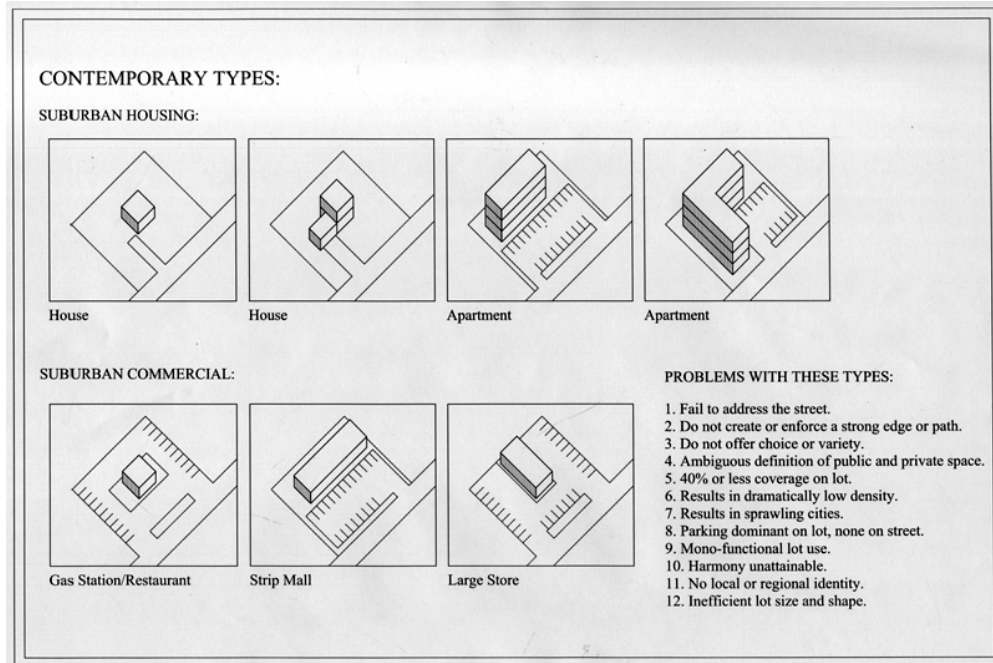 CONTEMPORARY TYPES:
SUBURBAN HOUSING:
House
House
Apartment
Apartment
SUBURBAN COMMERCIAL:
Gas Station/Restaurant
Strip Mall
Large Store
PROBLEMS WITH THESE TYPES:
1. Fail to address the street.
2. Do not create or enforce a strong edge or path.
3. Do not offer choice or variety.
4. Ambiguous definition of public and private space.
5. 40% or less coverage on lot.
6. Results in dramatically low density.
7. Results in sprawling cities.
8. Parking dominant on lot, none on street.
9. Mono-functional lot use.
10. Harmony unattainable.
11. No local or regional identity.
12. Inefficient lot size and shape.